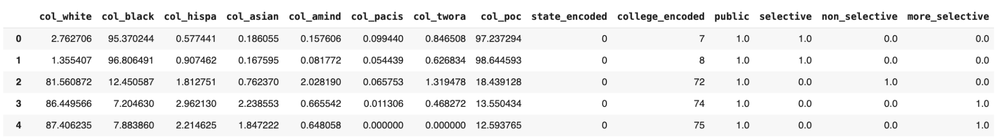 col_white col_black col_hispa col_asian col_amind col_pacis col_twora col_poc state_encoded college_encoded public selective non_selective more_selective
0 2.762706 95.370244 0.577441 0.186055 0.157606 0.099440 0.846508 97.237294 0 7 1.0 1.0 0.0 0.0
1 1.355407 96.806491 0.907462 0.167595 0.081772 0.054439 0.626834 98.644593 0 8 1.0 1.0 0.0 0.0
2 81.560872 12.450587 1.812751 0.762370 2.028190 0.065753 1.319478 18.439128 0 72 1.0 0.0 1.0 0.0
3 86.449566 7.204630 2.962130 2.238553 0.665542 0.011306 0.468272 13.550434 0 74 1.0 0.0 0.0 1.0
4 87.406235 7.883860 2.214625 1.847222 0.648058 0.000000 0.000000 12.593765 0 75 1.0 0.0 0.0 1.0